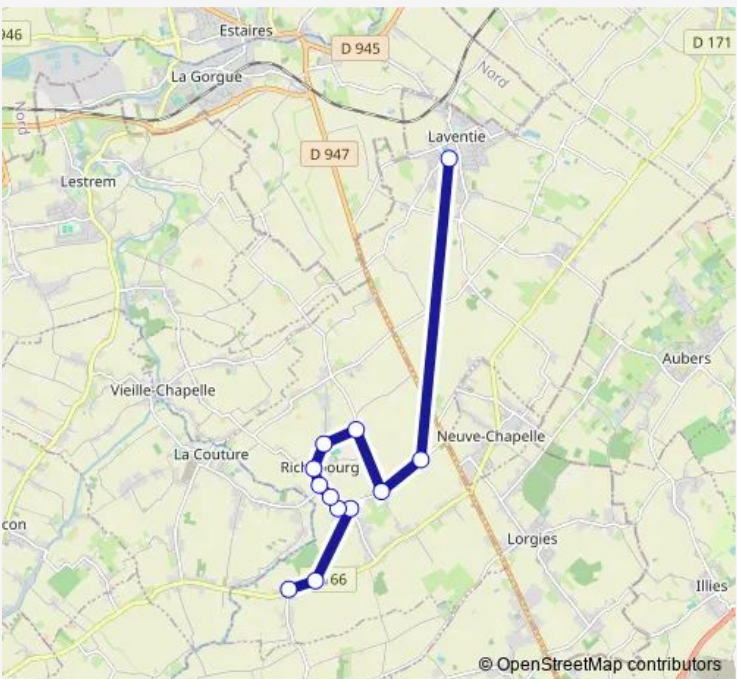 946
Estaires
D 945
D 171
La Gorgue
Nord
Nord
Laventie
D 947
Lestrem
Aubers
Vieille-Chapelle
Neuve-Chapelle
La Couture
con
Lorgies
66
Illies
© OpenStreetMap contributors